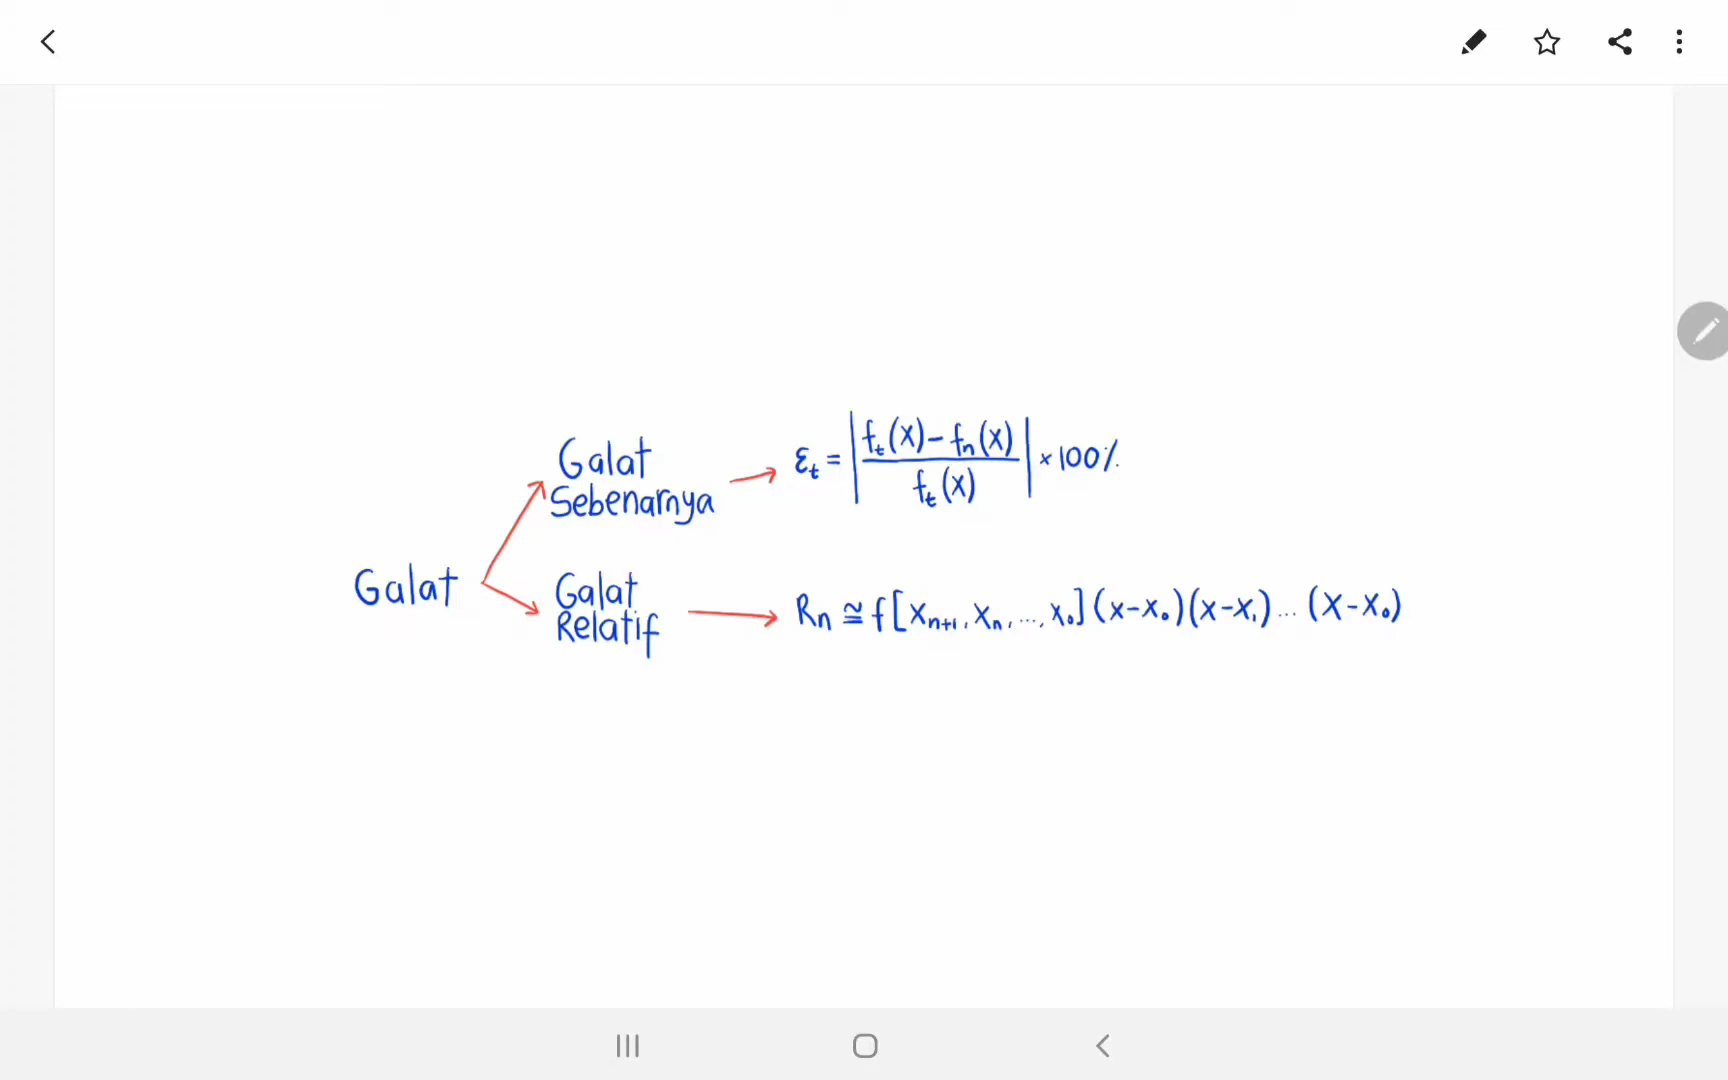 Galat
Galat
Sebenarnya
εt = |ft(x) - fn(x) / ft(x)| × 100%
Galat
Relatif
Rn ≅ f[xn+1, xn, ..., x0](x-x0)(x-x1) ... (x-x0)